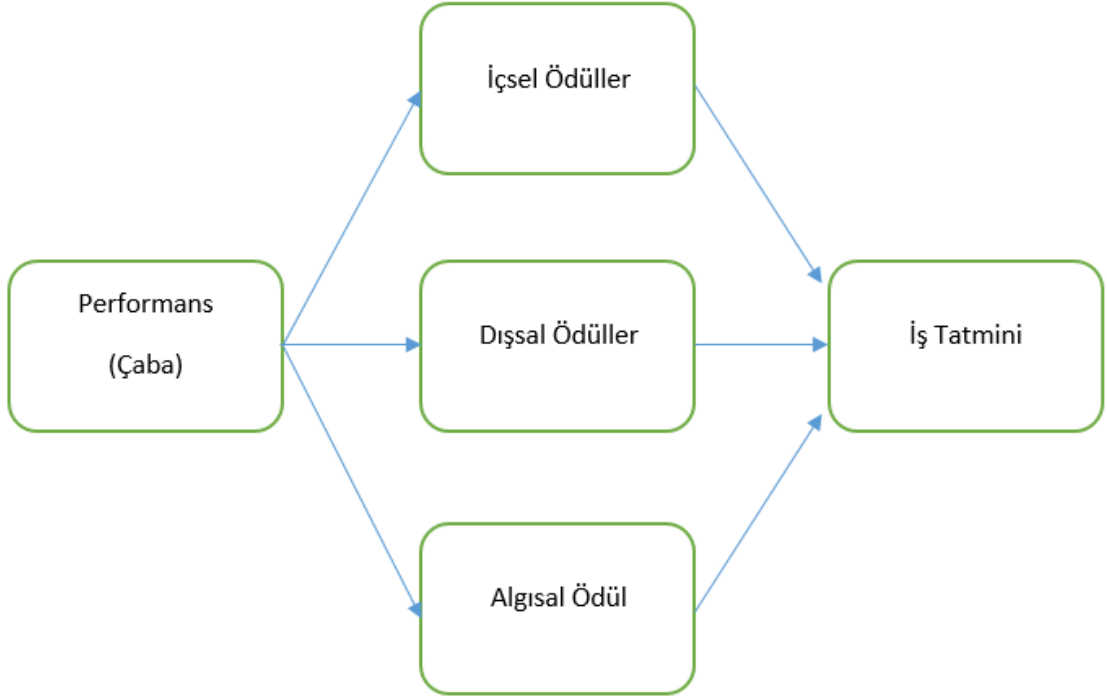 İçsel Ödüller
Performans
(Çaba)
Dışsal Ödüller
İş Tatmini
Algısal Ödül